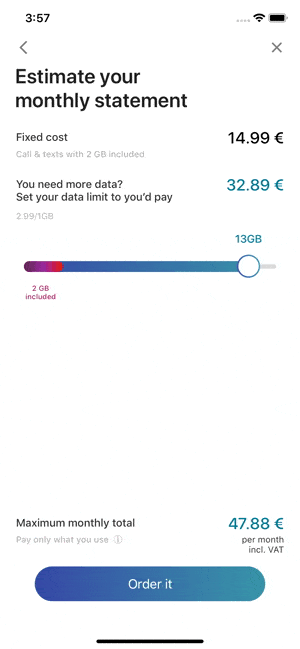 3:57
Estimate your
monthly statement
Fixed cost
14.99 €
Call & texts with 2 GB included
You need more data?
32.89 €
Set your data limit to you'd pay
2.99/1GB
13GB
2 GB
included
Maximum monthly total
47.88 €
Pay only what you use
per month
incl. VAT
Order it